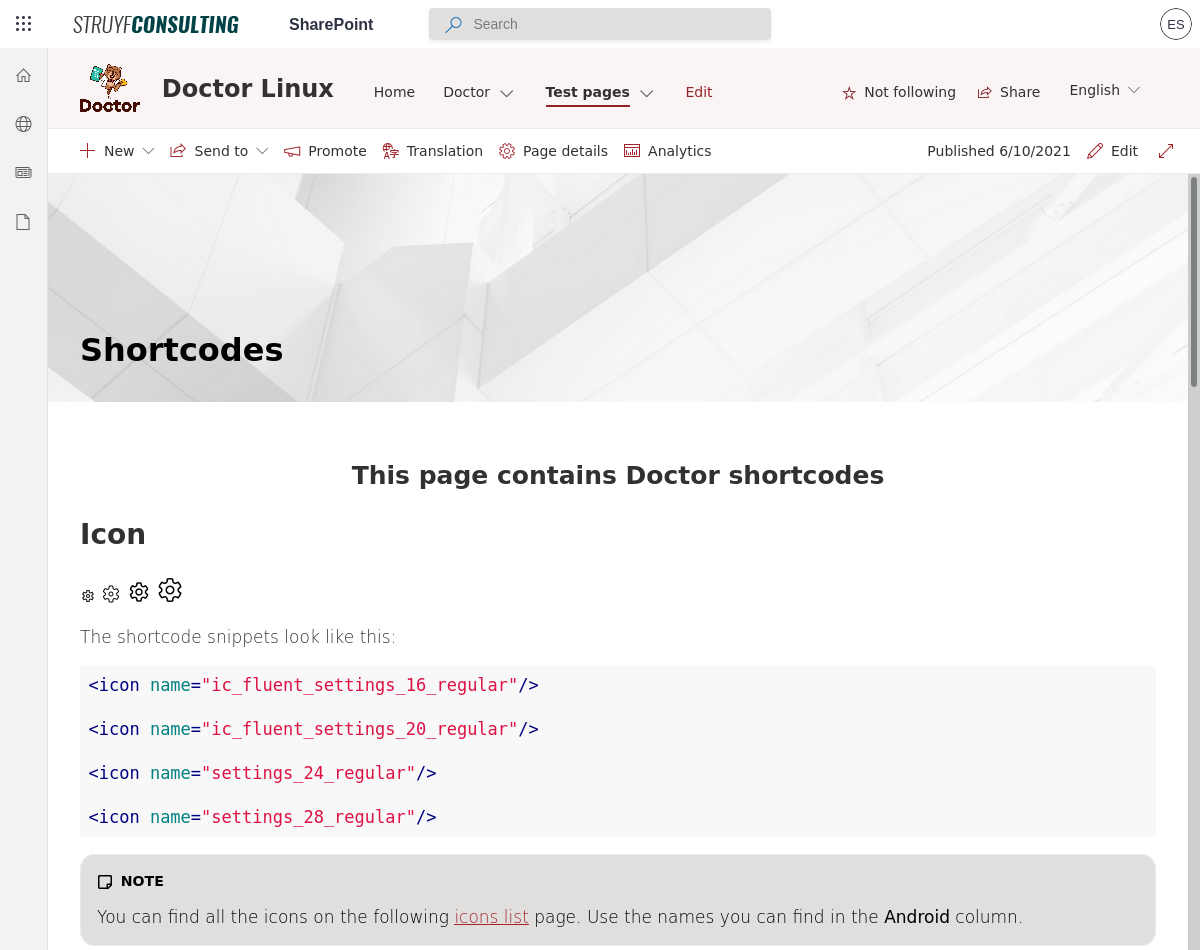 STRUYFCONSULTING SharePoint Search ES
Doctor Doctor Linux Home Doctor Test pages Edit Not following Share English
New Send to Promote Translation Page details Analytics Published 6/10/2021 Edit
Shortcodes
This page contains Doctor shortcodes
Icon
The shortcode snippets look like this:
<icon name="ic_fluent_settings_16_regular"/>
<icon name="ic_fluent_settings_20_regular"/>
<icon name="settings_24_regular"/>
<icon name="settings_28_regular"/>
NOTE
You can find all the icons on the following icons list page. Use the names you can find in the Android column.